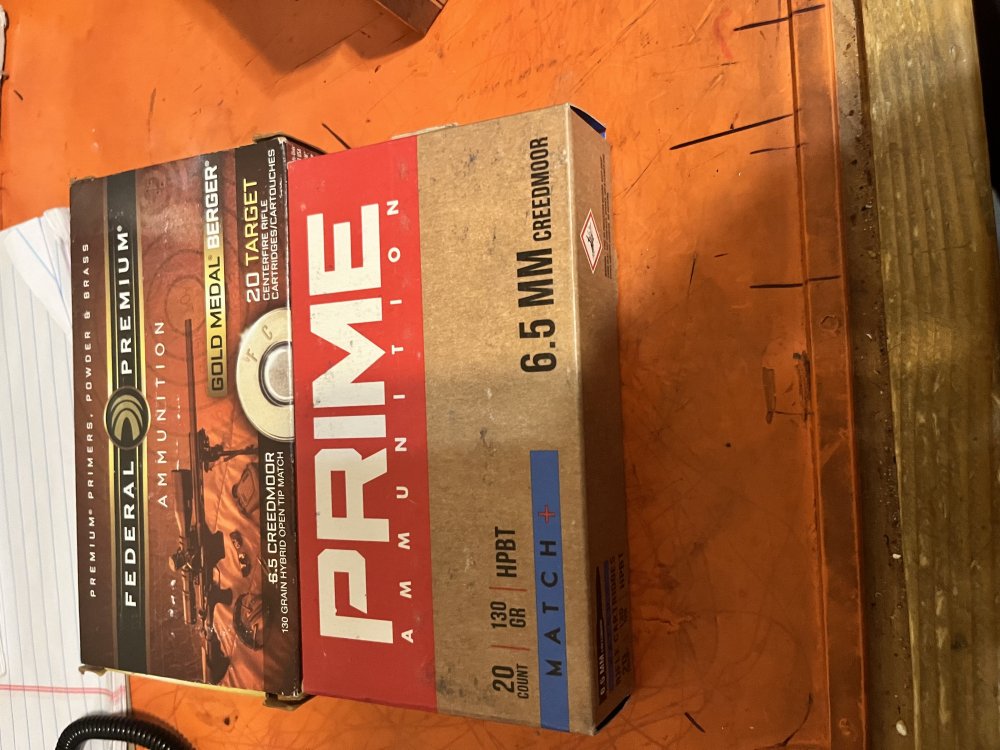 PREMIUM® PRIMERS, POWDER & BRASS
FEDERAL PREMIUM®
AMMUNITION
GOLD MEDAL® BERGER®
20 TARGET
CENTERFIRE RIFLE
CARTRIDGES/CARTOUCHES
F C
6.5 CREEDMOOR
130 GRAIN HYBRID OPEN TIP MATCH
PRIME
AMMUNITION
20 COUNT | 130 GR | HPBT
6.5 MM CREEDMOOR
MATCH+